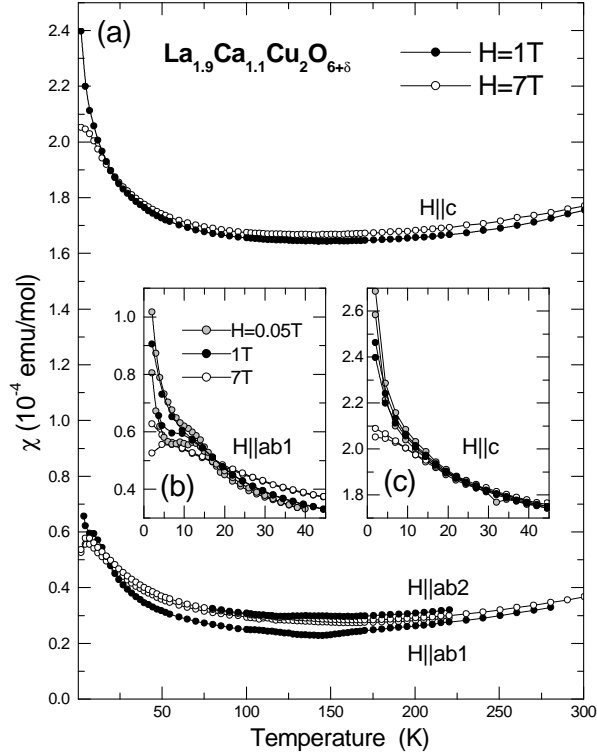 (a)
La1.9Ca1.1Cu2O6+δ
H=1T
H=7T
2.4
2.2
2.0
1.8
1.6
1.4
1.2
1.0
0.8
0.6
0.4
0.2
0.0
χ (10-4 emu/mol)
H||c
1.0
0.8
0.6
0.4
H=0.05T
1T
7T
H||ab1
(b)
0 10 20 30 40
2.6
2.4
2.2
2.0
1.8
H||c
(c)
0 10 20 30 40
H||ab2
H||ab1
50 100 150 200 250 300
Temperature (K)